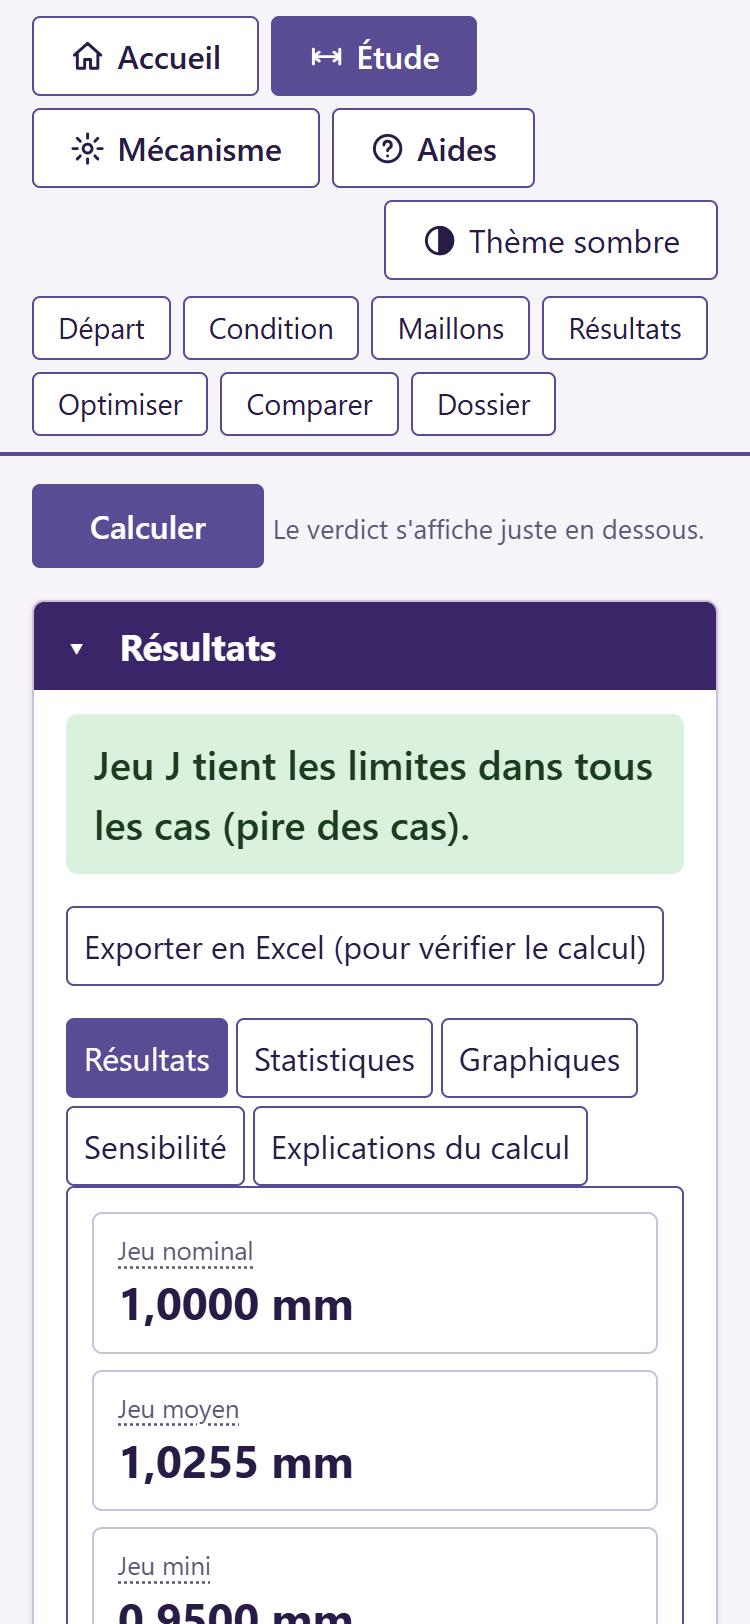 Accueil
Étude
Mécanisme
Aides
Thème sombre
Départ
Condition
Maillons
Résultats
Optimiser
Comparer
Dossier
Calculer
Le verdict s'affiche juste en dessous.
Résultats
Jeu J tient les limites dans tous
les cas (pire des cas).
Exporter en Excel (pour vérifier le calcul)
Résultats
Statistiques
Graphiques
Sensibilité
Explications du calcul
Jeu nominal
1,0000 mm
Jeu moyen
1,0255 mm
Jeu mini
0,9500 mm